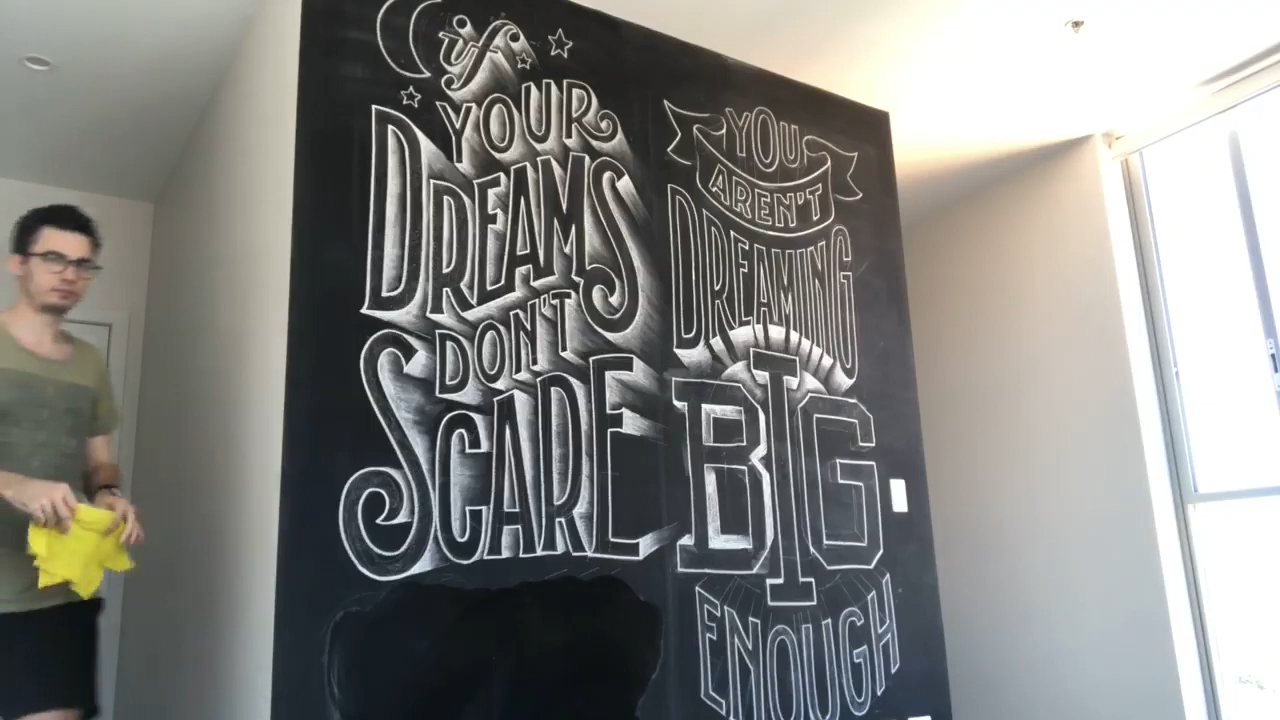 if
YOUR
DREAMS
DON'T
SCARE
YOU
AREN'T
DREAMING
BIG
ENOUGH